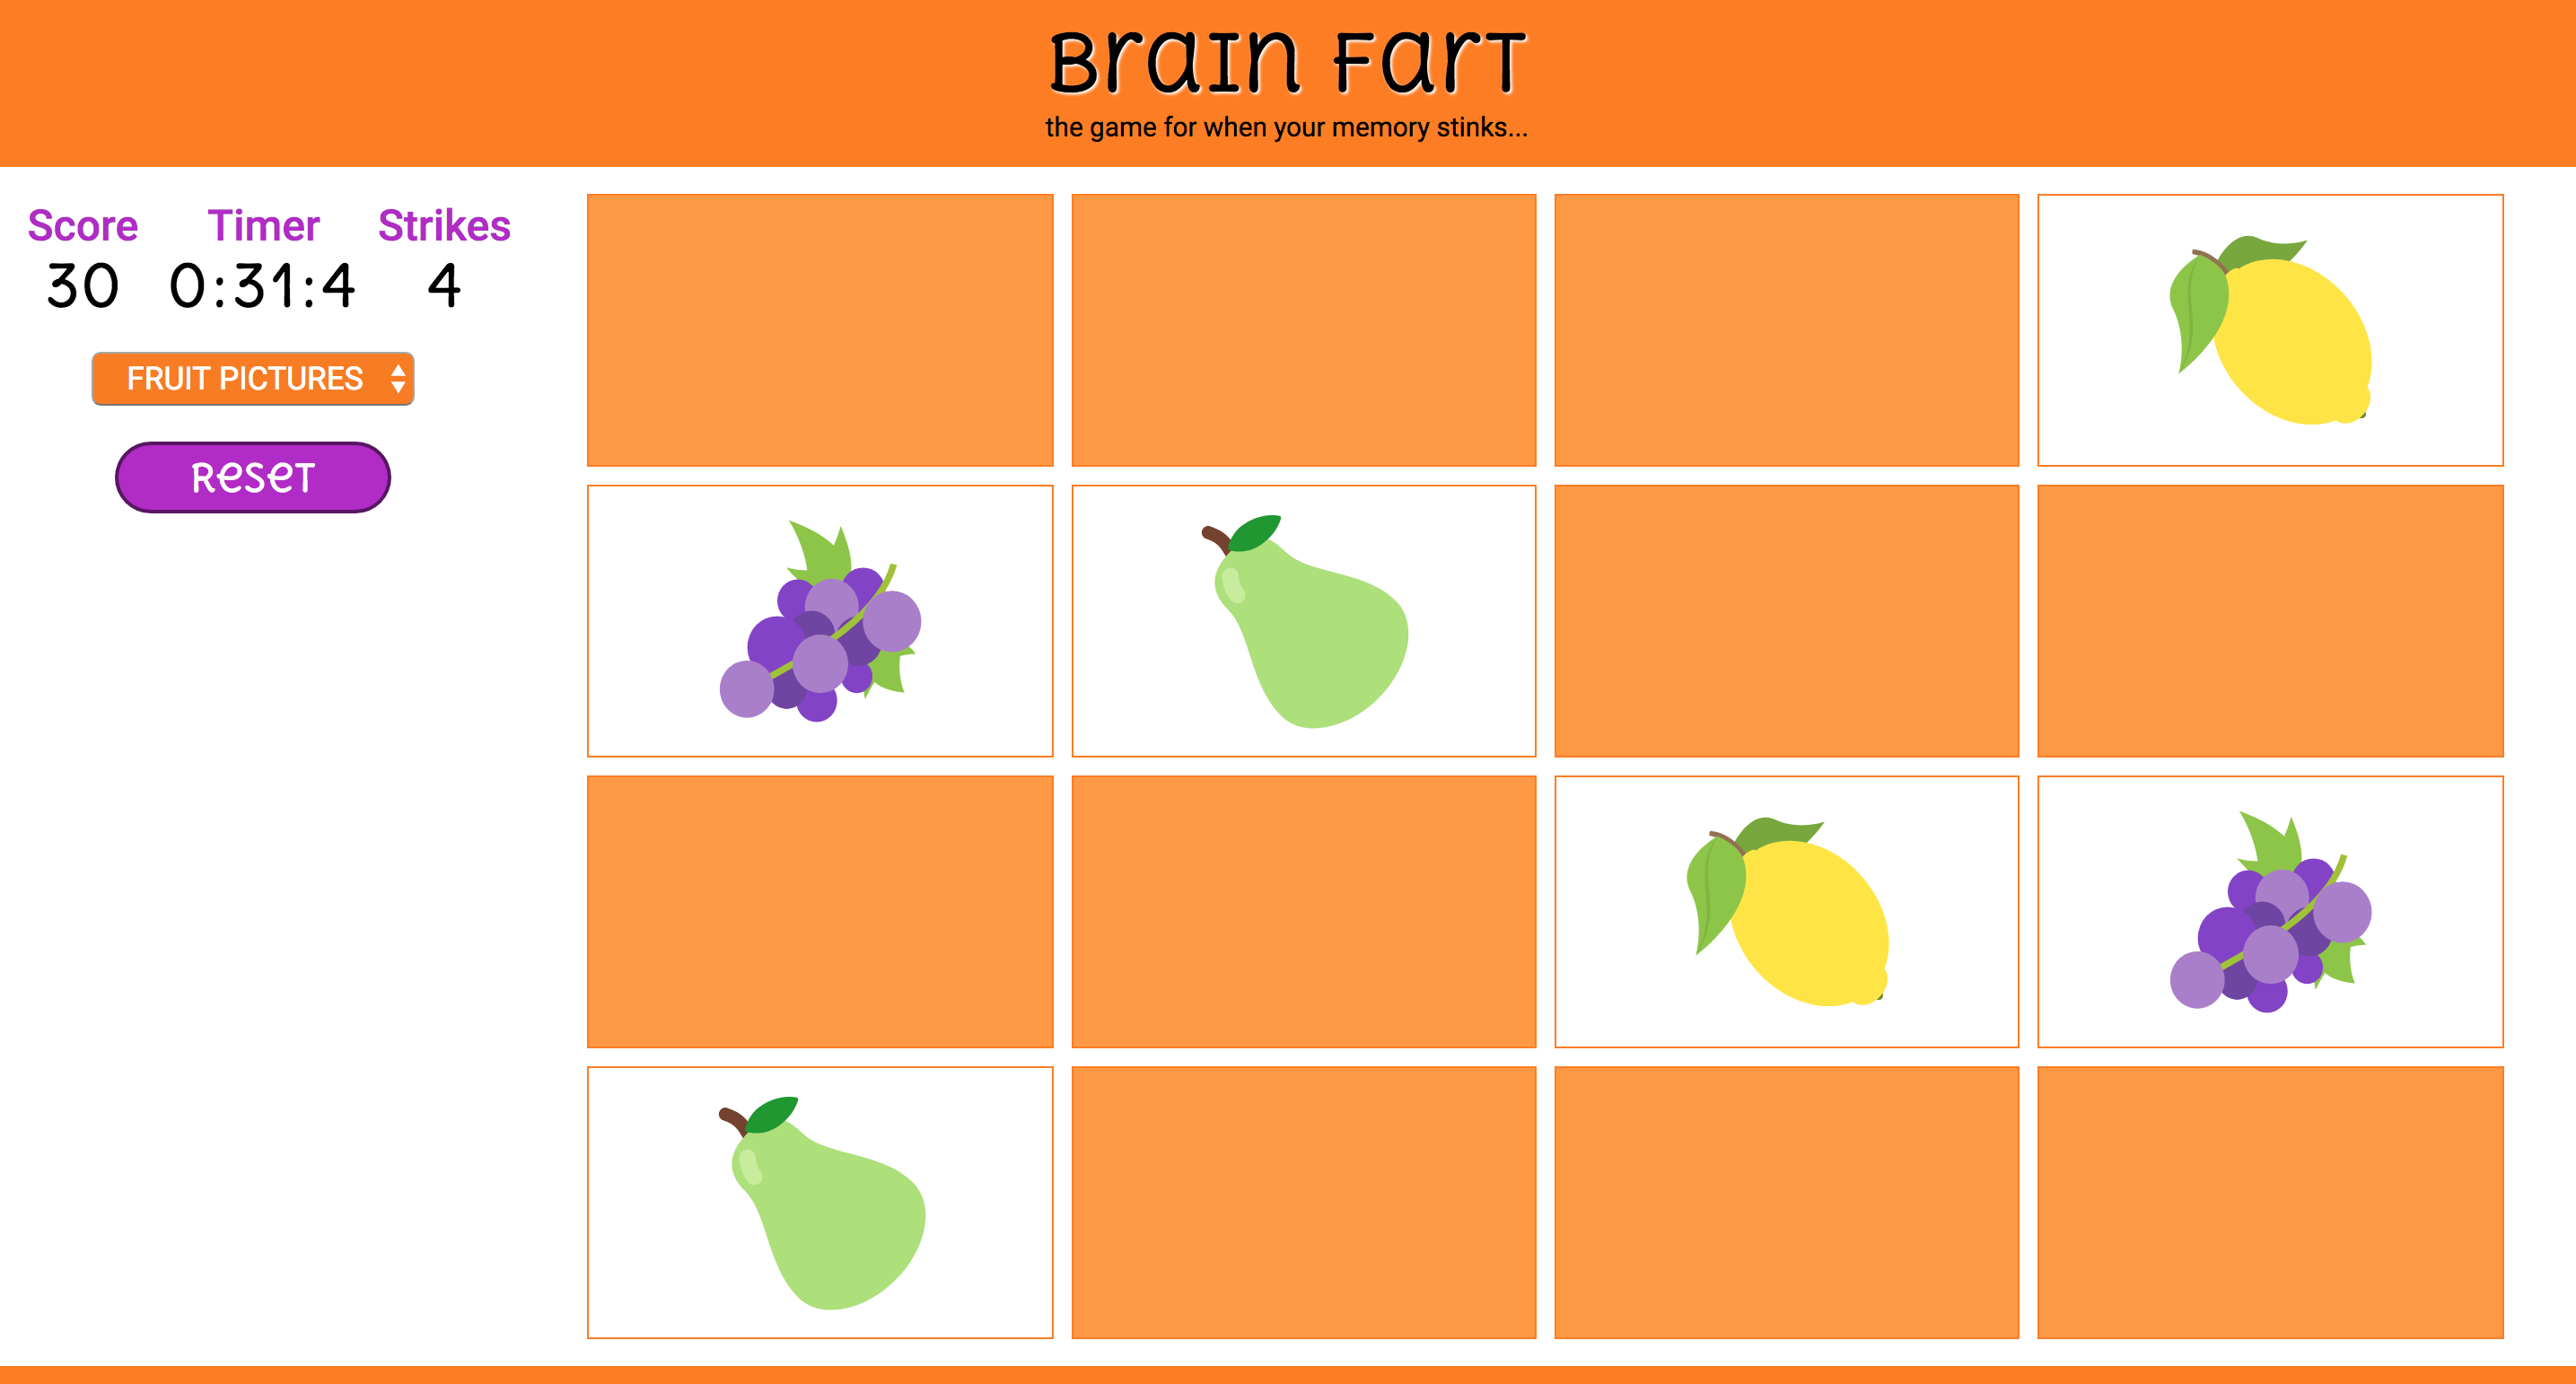 Brain Fart
the game for when your memory stinks...
Score Timer Strikes
30 0:31:4 4
FRUIT PICTURES
Reset